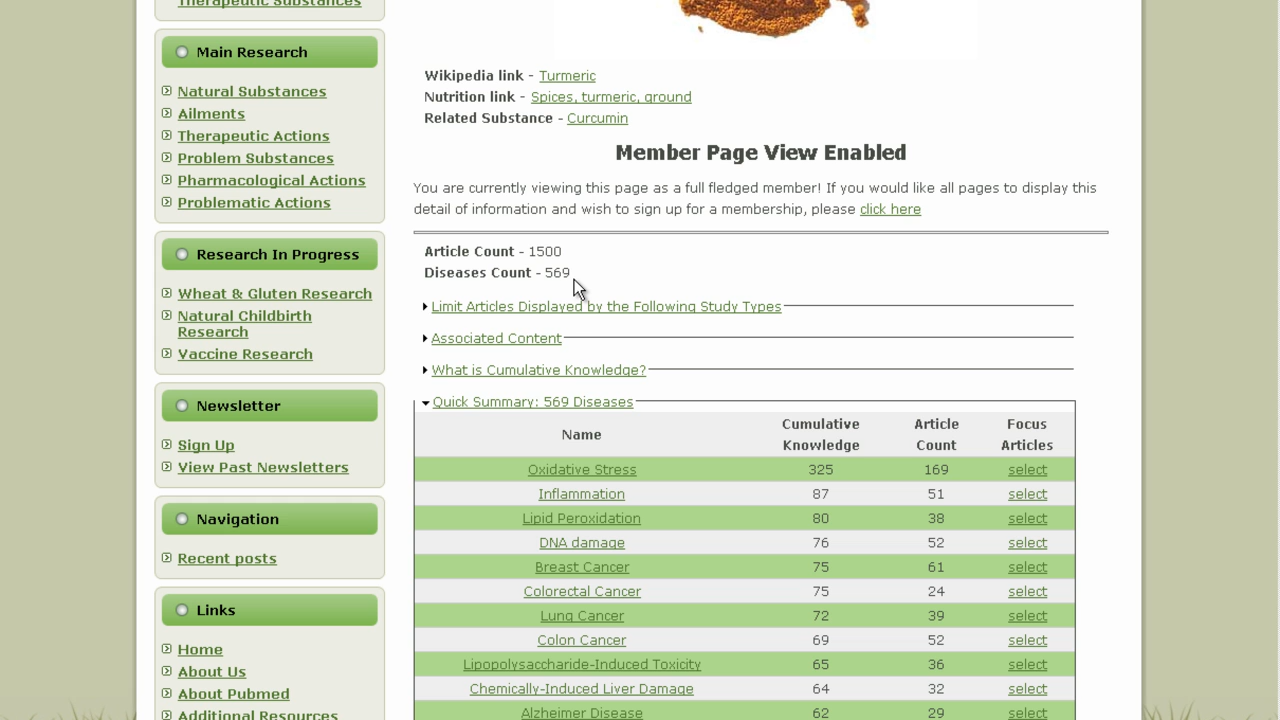 Therapeutic Substances
Main Research
Natural Substances
Ailments
Therapeutic Actions
Problem Substances
Pharmacological Actions
Problematic Actions
Research In Progress
Wheat & Gluten Research
Natural Childbirth
Research
Vaccine Research
Newsletter
Sign Up
View Past Newsletters
Navigation
Recent posts
Links
Home
About Us
About Pubmed
Additional Resources
Wikipedia link - Turmeric
Nutrition link - Spices, turmeric, ground
Related Substance - Curcumin
Member Page View Enabled
You are currently viewing this page as a full fledged member! If you would like all pages to display this
detail of information and wish to sign up for a membership, please click here
Article Count - 1500
Diseases Count - 569
Limit Articles Displayed by the Following Study Types
Associated Content
What is Cumulative Knowledge?
Quick Summary: 569 Diseases
Name Cumulative Knowledge Article Count Focus Articles
Oxidative Stress 325 169 select
Inflammation 87 51 select
Lipid Peroxidation 80 38 select
DNA damage 76 52 select
Breast Cancer 75 61 select
Colorectal Cancer 75 24 select
Lung Cancer 72 39 select
Colon Cancer 69 52 select
Lipopolysaccharide-Induced Toxicity 65 36 select
Chemically-Induced Liver Damage 64 32 select
Alzheimer Disease 62 29 select